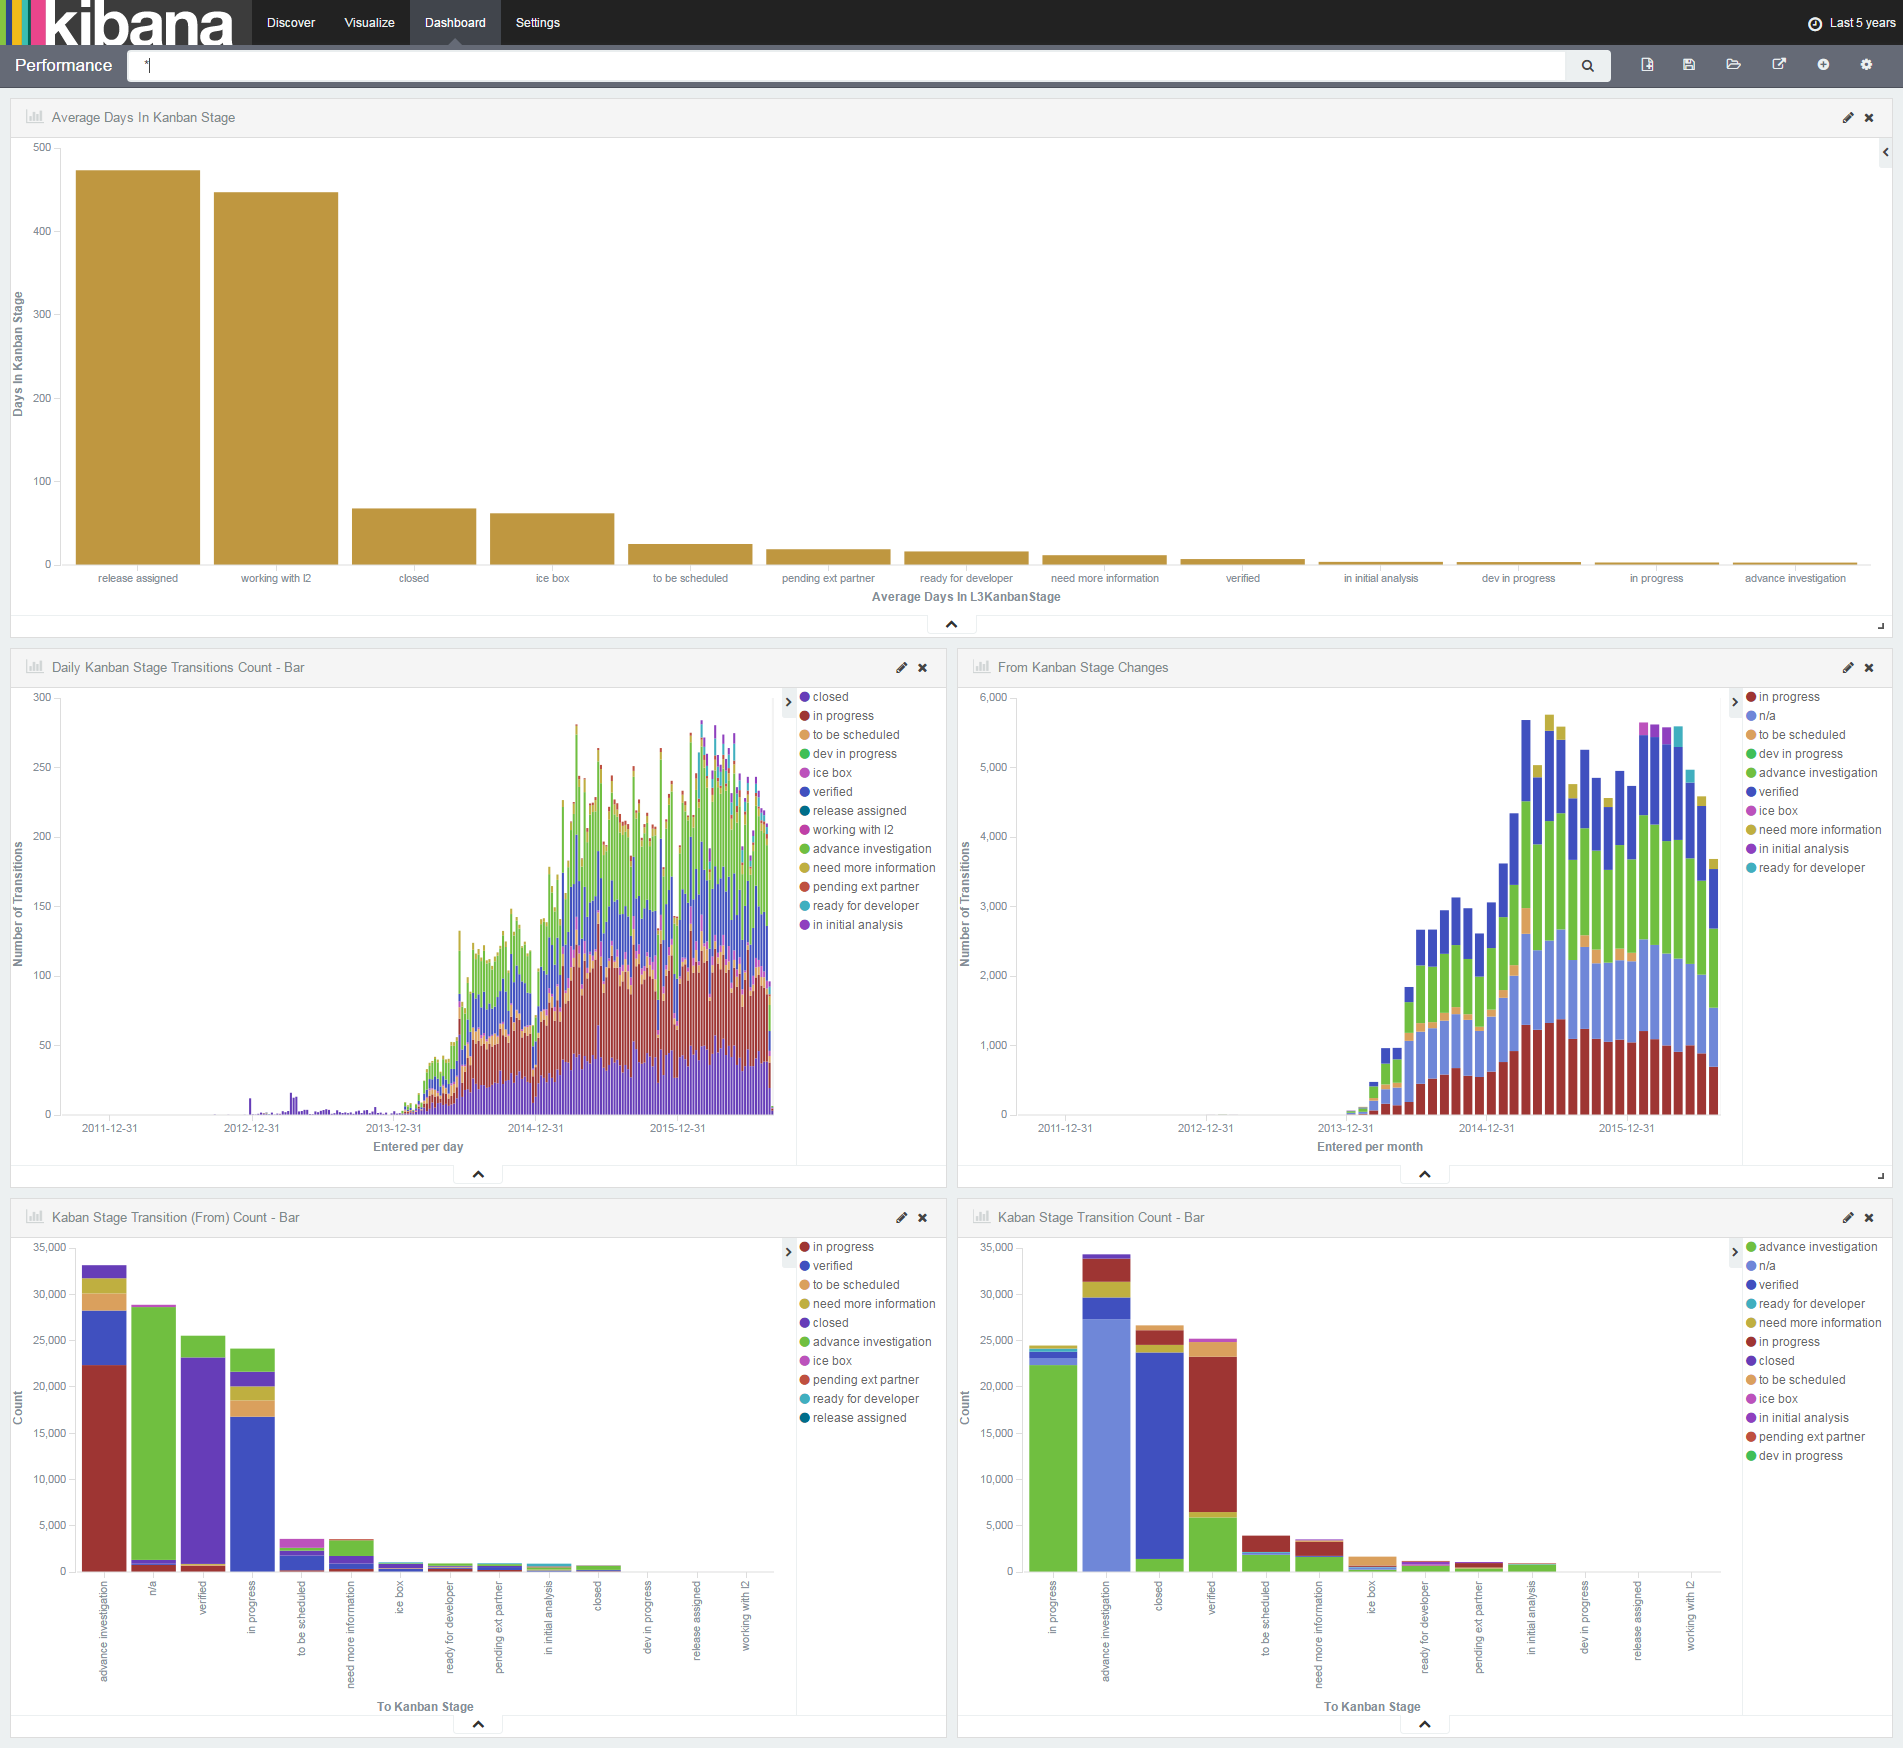 kibana
Discover Visualize Dashboard Settings Last 5 years
Performance *
Average Days In Kanban Stage
500
400
300
200
100
0
Days In Kanban Stage
release assigned working with l2 closed ice box to be scheduled pending ext partner ready for developer need more information verified in initial analysis dev in progress in progress advance investigation
Average Days In L3KanbanStage
Daily Kanban Stage Transitions Count - Bar
300
250
200
150
100
50
0
Number of Transitions
2011-12-31 2012-12-31 2013-12-31 2014-12-31 2015-12-31
Entered per day
closed
in progress
to be scheduled
dev in progress
ice box
verified
release assigned
working with l2
advance investigation
need more information
pending ext partner
ready for developer
in initial analysis
From Kanban Stage Changes
6,000
5,000
4,000
3,000
2,000
1,000
0
Number of Transitions
2011-12-31 2012-12-31 2013-12-31 2014-12-31 2015-12-31
Entered per month
in progress
n/a
to be scheduled
dev in progress
advance investigation
verified
ice box
need more information
in initial analysis
ready for developer
Kaban Stage Transition (From) Count - Bar
35,000
30,000
25,000
20,000
15,000
10,000
5,000
0
Count
advance investigation
n/a
verified
in progress
to be scheduled
need more information
ice box
ready for developer
pending ext partner
in initial analysis
closed
dev in progress
release assigned
working with l2
To Kanban Stage
in progress
verified
to be scheduled
need more information
closed
advance investigation
ice box
pending ext partner
ready for developer
release assigned
Kaban Stage Transition Count - Bar
35,000
30,000
25,000
20,000
15,000
10,000
5,000
0
Count
in progress
advance investigation
closed
verified
to be scheduled
need more information
ice box
ready for developer
pending ext partner
in initial analysis
dev in progress
release assigned
working with l2
To Kanban Stage
advance investigation
n/a
verified
ready for developer
need more information
in progress
closed
to be scheduled
ice box
in initial analysis
pending ext partner
dev in progress